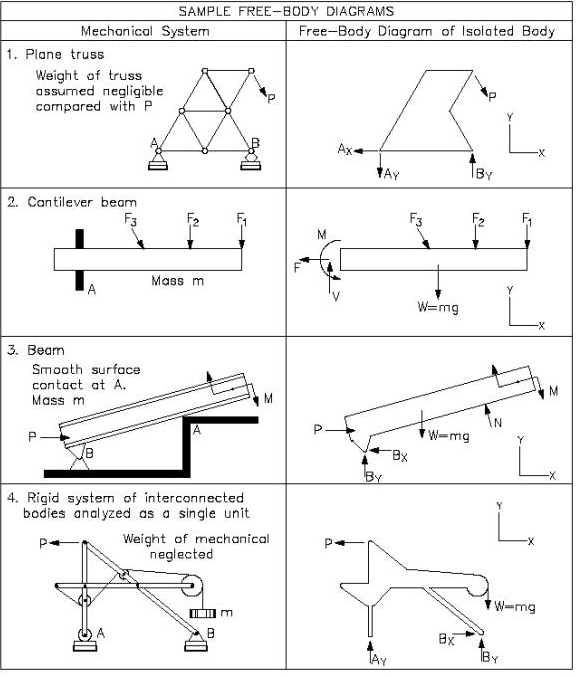 SAMPLE FREE-BODY DIAGRAMS
Mechanical System
Free-Body Diagram of Isolated Body
1. Plane truss
Weight of truss
assumed negligible
compared with P
P
A
B
P
Ax
AY
BY
Y
X
2. Cantilever beam
F3
F2
F1
A
Mass m
F3
F2
F1
M
F
V
W=mg
Y
X
3. Beam
Smooth surface
contact at A.
Mass m
M
P
A
B
M
P
N
W=mg
Bx
BY
Y
X
4. Rigid system of interconnected
bodies analyzed as a single unit
P
Weight of mechanical
neglected
m
A
B
Y
X
P
W=mg
Bx
BY
AY